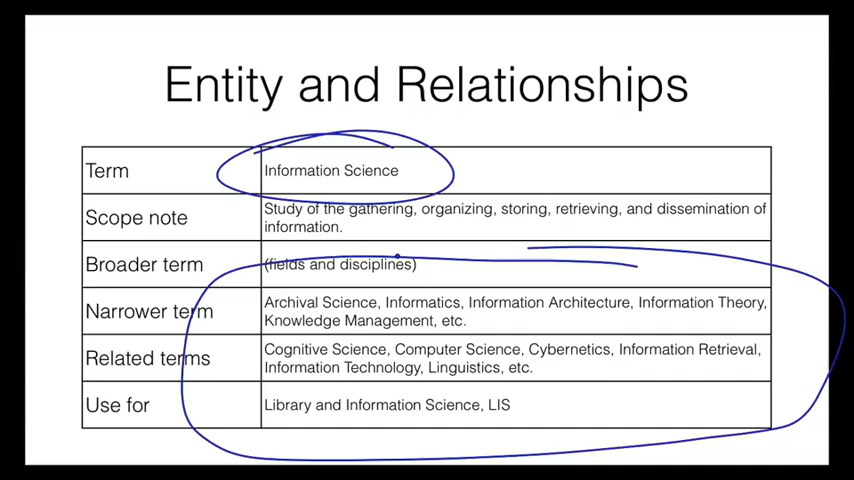 Entity and Relationships
Term
Information Science
Scope note
Study of the gathering, organizing, storing, retrieving, and dissemination of
information.
Broader term
(fields and disciplines)
Narrower term
Archival Science, Informatics, Information Architecture, Information Theory,
Knowledge Management, etc.
Related terms
Cognitive Science, Computer Science, Cybernetics, Information Retrieval,
Information Technology, Linguistics, etc.
Use for
Library and Information Science, LIS